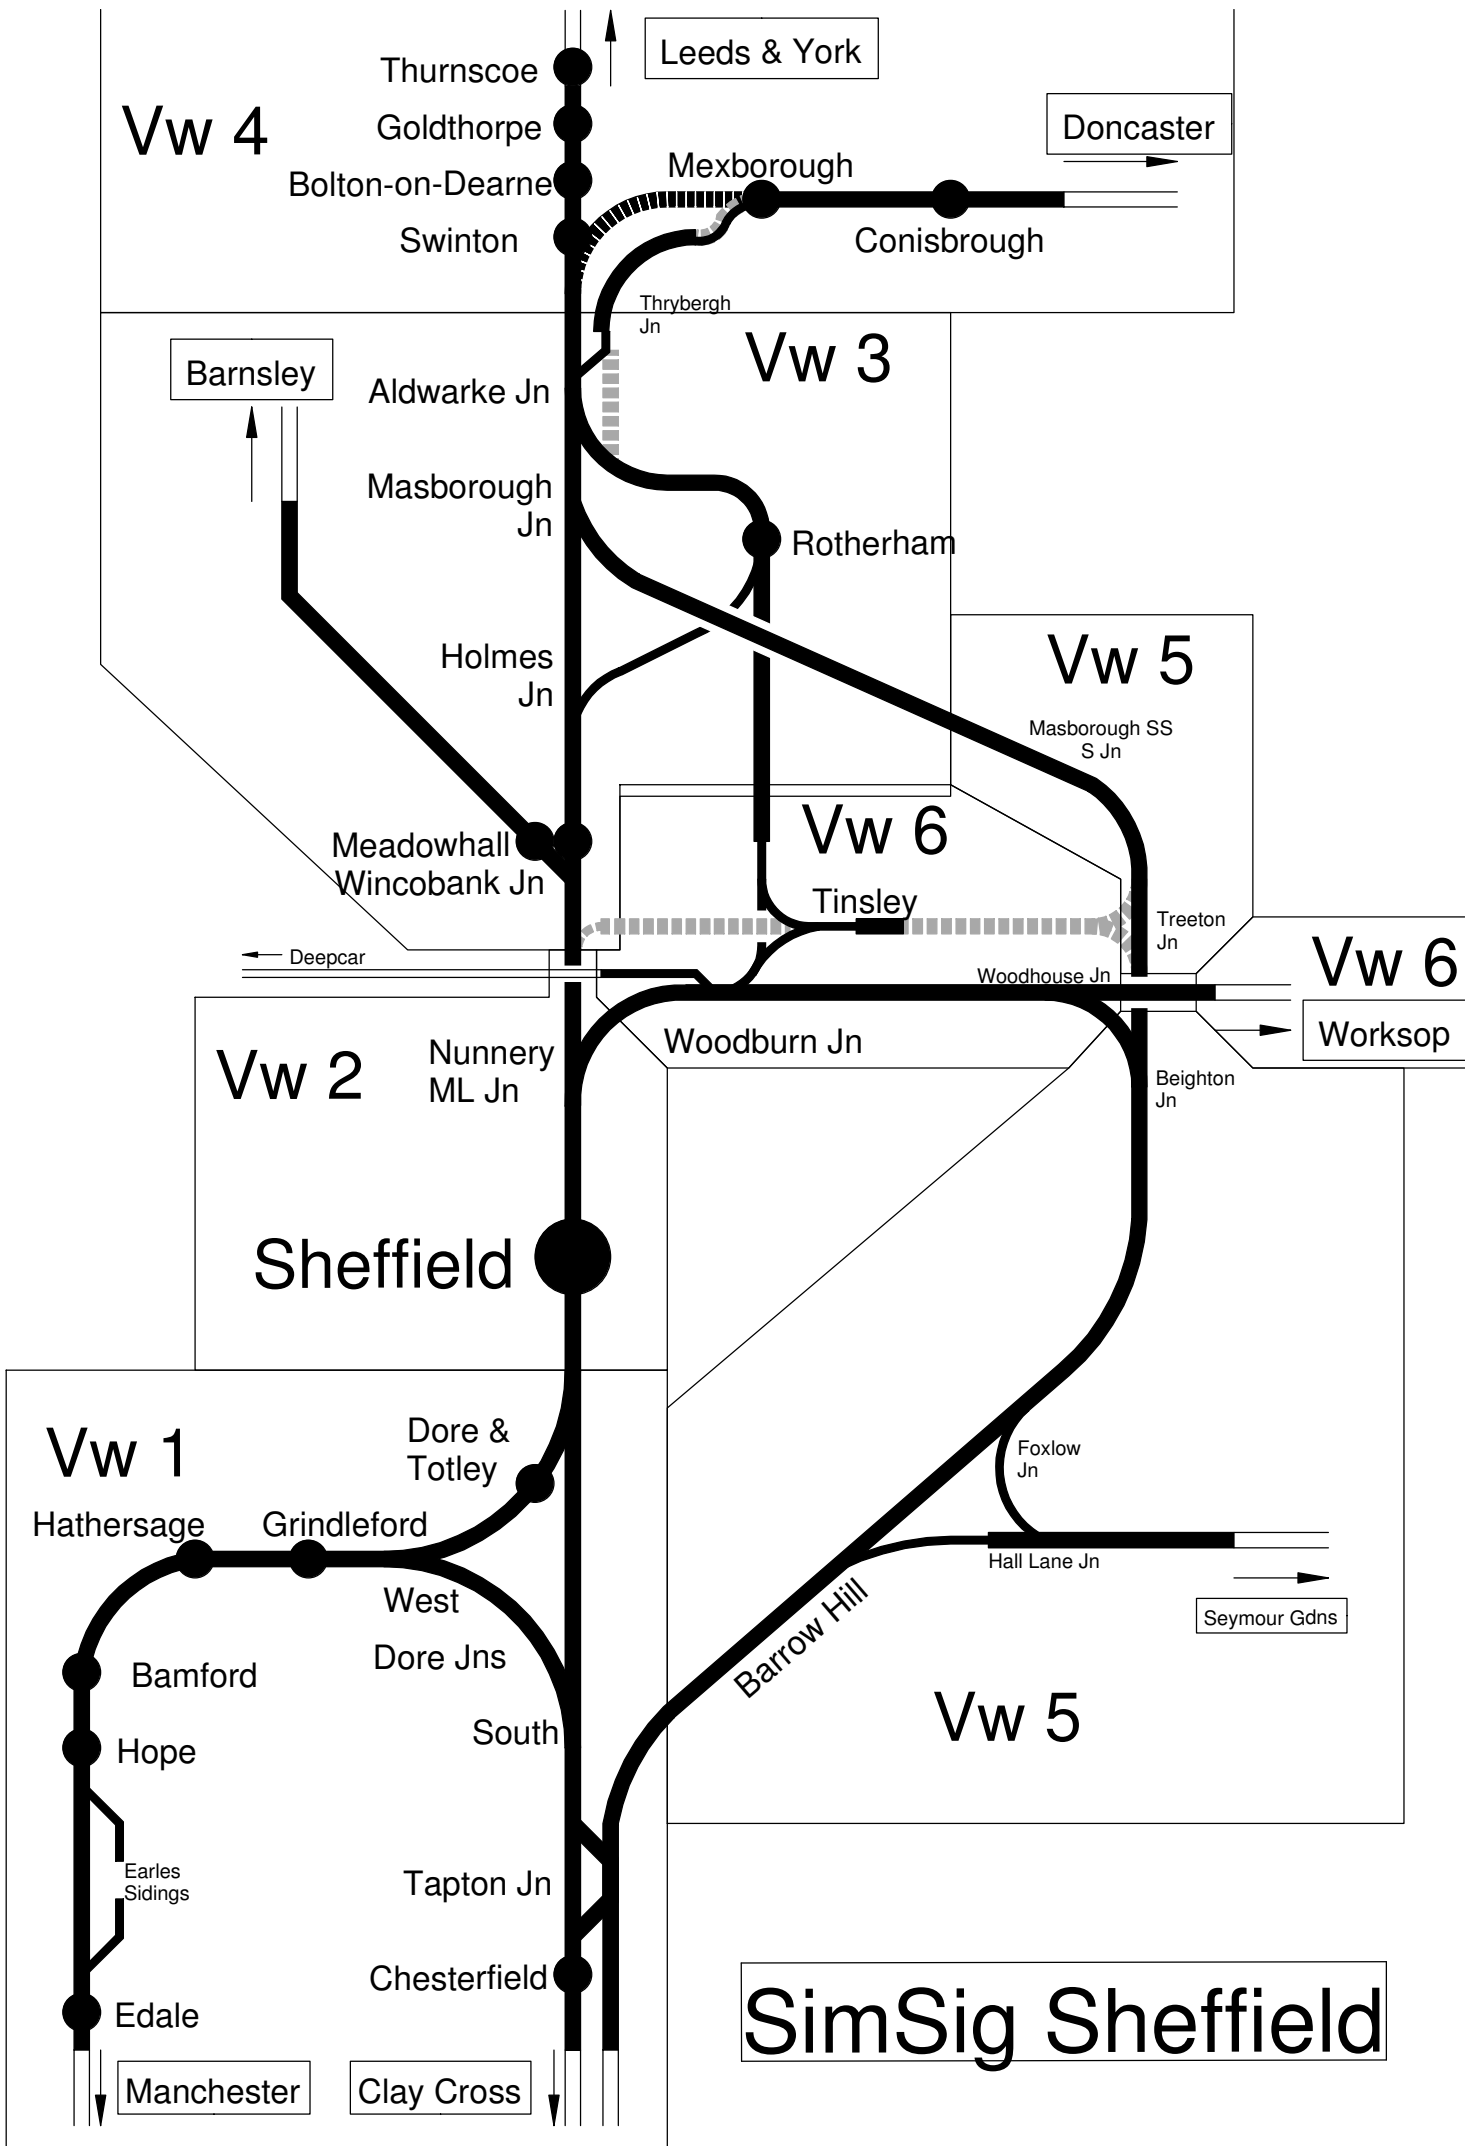 Leeds & York
Thurnscoe
Vw 4
Goldthorpe
Doncaster
Mexborough
Bolton-on-Dearne
Swinton
Conisbrough
Thrybergh
Jn
Vw 3
Barnsley
Aldwarke Jn
Masborough
Jn
Rotherham
Holmes
Jn
Vw 5
Masborough SS
S Jn
Vw 6
Meadowhall
Wincobank Jn
Tinsley
Treeton
Jn
Deepcar
Woodhouse Jn
Vw 6
Worksop
Vw 2
Nunnery
ML Jn
Woodburn Jn
Beighton
Jn
Sheffield
Vw 1
Dore &
Totley
Foxlow
Jn
Hathersage
Grindleford
Hall Lane Jn
West
Seymour Gdns
Barrow Hill
Dore Jns
Bamford
Vw 5
South
Hope
Earles
Sidings
Tapton Jn
Chesterfield
Edale
SimSig Sheffield
Manchester
Clay Cross